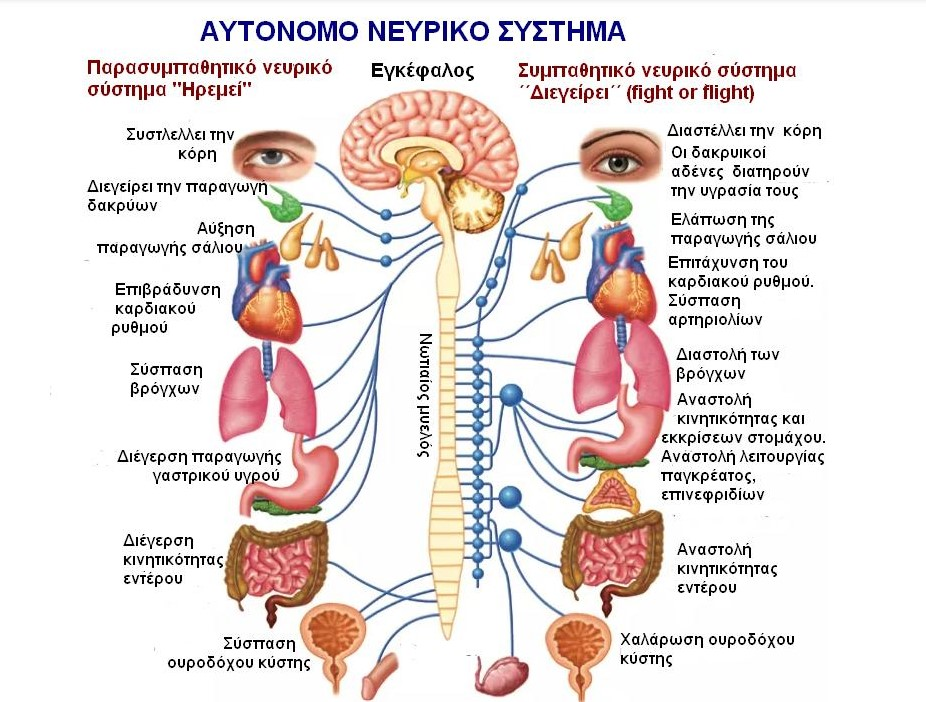 ΑΥΤΟΝΟΜΟ ΝΕΥΡΙΚΟ ΣΥΣΤΗΜΑ
Παρασυμπαθητικό νευρικό
σύστημα "Ηρεμεί"
Εγκέφαλος
Συμπαθητικό νευρικό σύστημα
΄΄Διεγείρει΄΄ (fight or flight)
Συστλελλει την
κόρη
Διεγείρει την παραγωγή
δακρύων
Αύξηση
παραγωγής σάλιου
Επιβράδυνση
καρδιακού
ρυθμού
Σύσπαση
βρόγχων
Διέγερση παραγωγής
γαστρικού υγρού
Διέγερση
κινητικότητας
εντέρου
Σύσπαση
ουροδόχου κύστης
Νωτιαίος μυελός
Διαστέλλει την κόρη
Οι δακρυικοί
αδένες διατηρούν
την υγρασία τους
Ελάπωση της
παραγωγής σάλιου
Επιτάχυνση του
καρδιακού ρυθμού.
Σύσπαση
αρτηριολίων
Διαστολή των
βρόγχων
Αναστολή
κινητικότητας και
εκκρίσεων στομάχου.
Αναστολή λειτουργίας
παγκρέατος,
επινεφριδίων
Αναστολή
κινητικότητας
εντέρου
Χαλάρωση ουροδόχου
κύστης